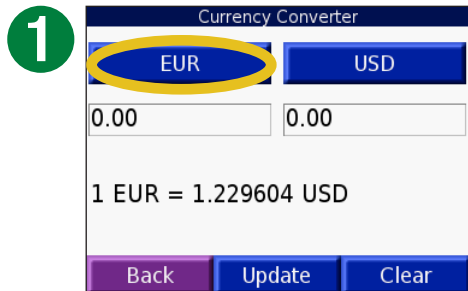 1
Currency Converter
EUR USD
0.00 0.00
1 EUR = 1.229604 USD
Back Update Clear